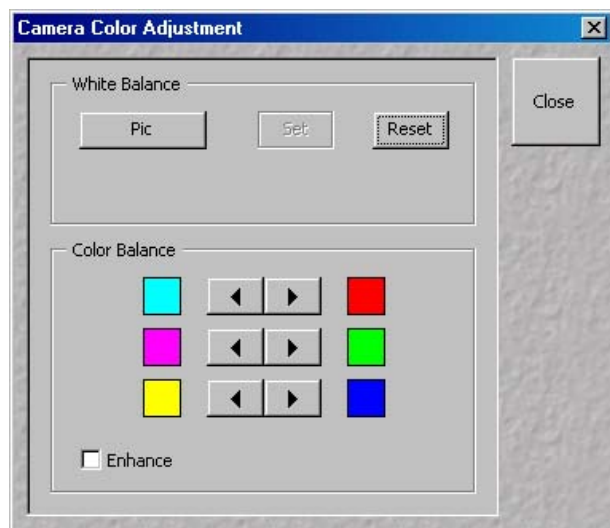 Camera Color Adjustment
White Balance
Pic Set Reset
Close
Color Balance
Enhance